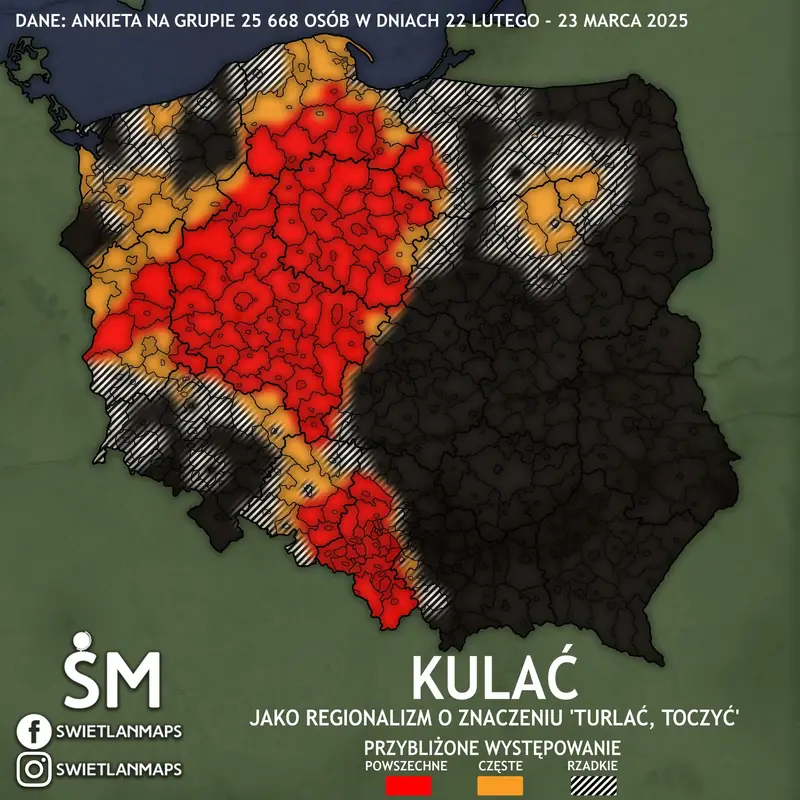 DANE: ANKIETA NA GRUPIE 25 668 OSÓB W DNIACH 22 LUTEGO - 23 MARCA 2025
ŚM
SWIETLANMAPS
SWIETLANMAPS
KULAĆ
JAKO REGIONALIZM O ZNACZENIU 'TURLAĆ, TOCZYĆ'
PRZYBLIŻONE WYSTĘPOWANIE
POWSZECHNE CZĘSTE RZADKIE